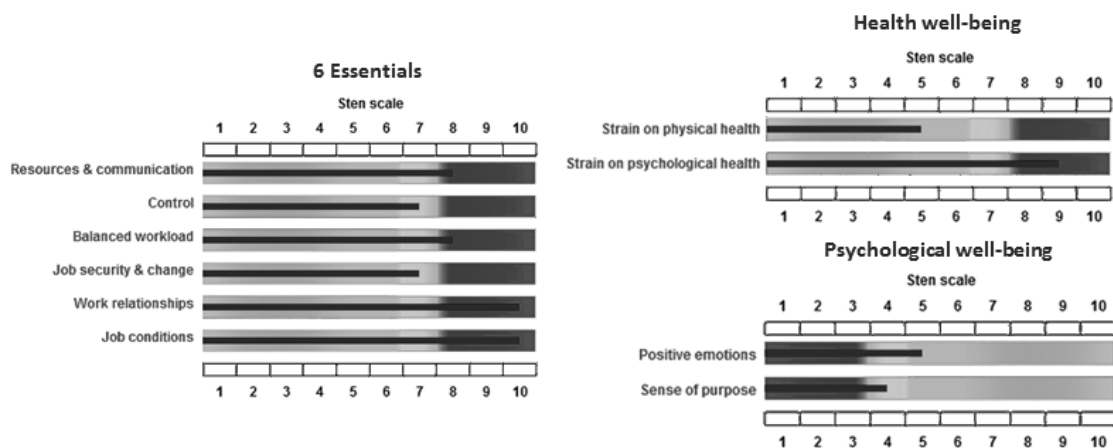 6 Essentials
Sten scale
1 2 3 4 5 6 7 8 9 10
Resources & communication
Control
Balanced workload
Job security & change
Work relationships
Job conditions
1 2 3 4 5 6 7 8 9 10
Health well-being
Sten scale
1 2 3 4 5 6 7 8 9 10
Strain on physical health
Strain on psychological health
1 2 3 4 5 6 7 8 9 10
Psychological well-being
Sten scale
1 2 3 4 5 6 7 8 9 10
Positive emotions
Sense of purpose
1 2 3 4 5 6 7 8 9 10